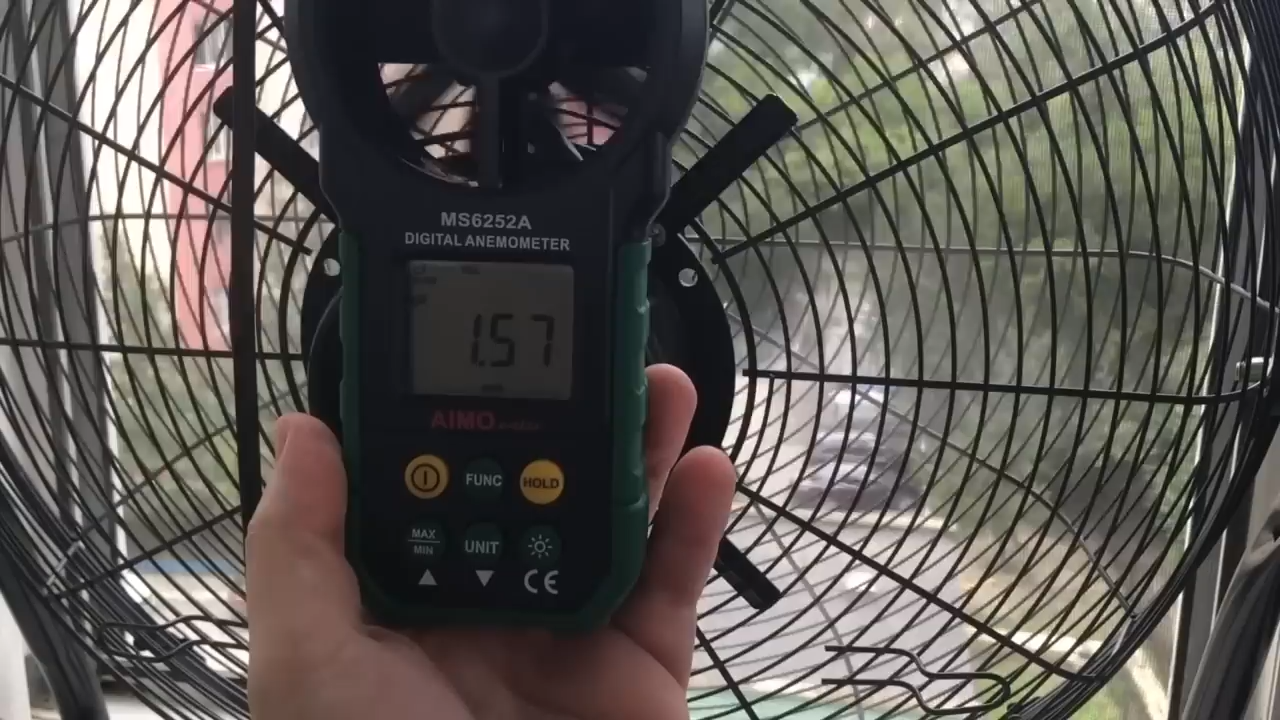 MS6252A
DIGITAL ANEMOMETER
1.57
AIMO
FUNC
HOLD
MAX
MIN
UNIT
CE